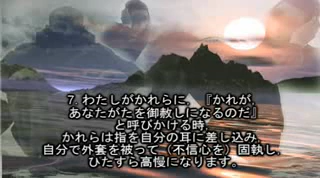 7.わたしがかれらに,『かれが,
あなたがたを御赦しになるのだ』
と呼びかける時,
かれらは指を自分の耳に差し込み,
自分で外套を被って(不信心を)固執し,
ひたすら高慢になります。